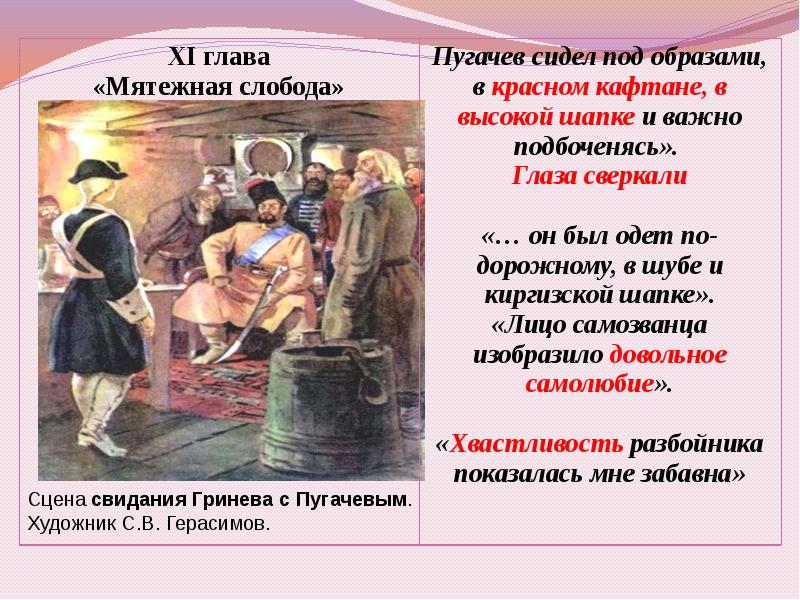 XI глава
«Мятежная слобода»
Сцена свидания Гринева с Пугачевым.
Художник С.В. Герасимов.
Пугачев сидел под образами,
в красном кафтане, в
высокой шапке и важно
подбоченясь».
Глаза сверкали
«… он был одет по-
дорожному, в шубе и
киргизской шапке».
«Лицо самозванца
изобразило довольное
самолюбие».
«Хвастливость разбойника
показалась мне забавна»